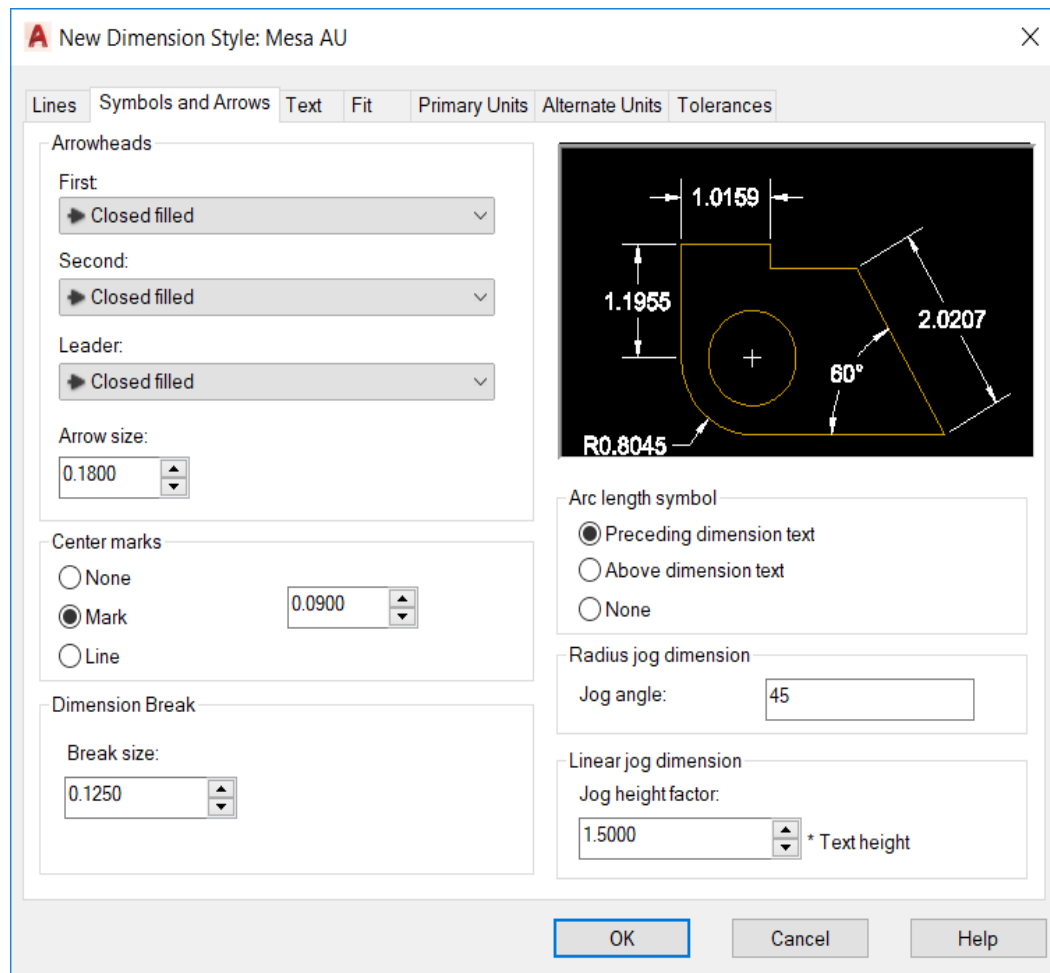 New Dimension Style: Mesa AU
Lines Symbols and Arrows Text Fit Primary Units Alternate Units Tolerances
Arrowheads
First:
Closed filled
Second:
Closed filled
Leader:
Closed filled
Arrow size:
0.1800
Center marks
None
Mark
0.0900
Line
Dimension Break
Break size:
0.1250
1.0159
1.1955
2.0207
60°
R0.8045
Arc length symbol
Preceding dimension text
Above dimension text
None
Radius jog dimension
Jog angle: 45
Linear jog dimension
Jog height factor:
1.5000 * Text height
OK Cancel Help